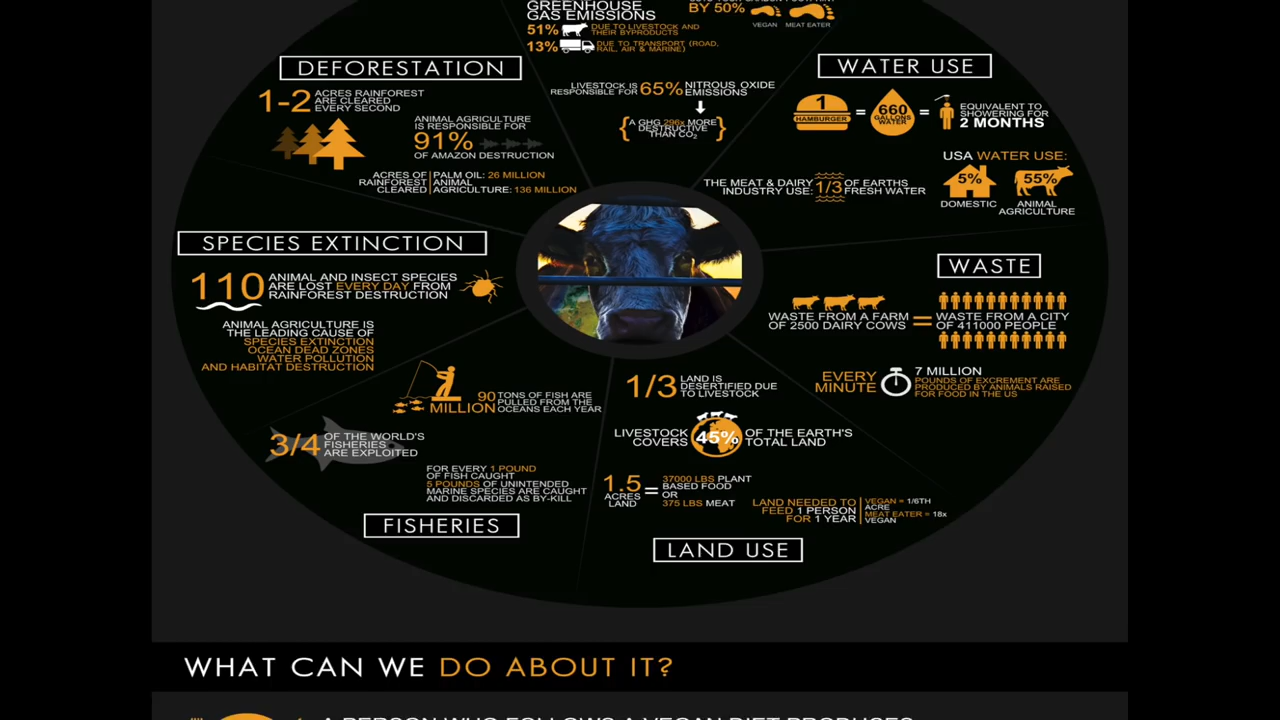 GREENHOUSE
GAS EMISSIONS
51% DUE TO LIVESTOCK AND
THEIR BYPRODUCTS
13% DUE TO TRANSPORT (ROAD,
RAIL, AIR & MARINE)
LIVESTOCK IS
RESPONSIBLE FOR 65% NITROUS OXIDE
EMISSIONS
{A GHG 296x MORE
DESTRUCTIVE
THAN CO2}
BY 50%
VEGAN MEAT EATER
DEFORESTATION
1-2 ACRES RAINFOREST
ARE CLEARED
EVERY SECOND
ANIMAL AGRICULTURE
IS RESPONSIBLE FOR
91%
OF AMAZON DESTRUCTION
ACRES OF
RAINFOREST
CLEARED
PALM OIL: 26 MILLION
ANIMAL
AGRICULTURE: 136 MILLION
WATER USE
1
HAMBURGER
=
660
GALLONS
WATER
=
EQUIVALENT TO
SHOWERING FOR
2 MONTHS
USA WATER USE:
5%
DOMESTIC
55%
ANIMAL
AGRICULTURE
THE MEAT & DAIRY
INDUSTRY USE: 1/3 OF EARTHS
FRESH WATER
SPECIES EXTINCTION
110 ANIMAL AND INSECT SPECIES
ARE LOST EVERY DAY FROM
RAINFOREST DESTRUCTION
ANIMAL AGRICULTURE IS
THE LEADING CAUSE OF
SPECIES EXTINCTION
OCEAN DEAD ZONES
WATER POLLUTION
AND HABITAT DESTRUCTION
WASTE
WASTE FROM A FARM
OF 2500 DAIRY COWS
=
WASTE FROM A CITY
OF 411000 PEOPLE
EVERY
MINUTE
7 MILLION
POUNDS OF EXCREMENT ARE
PRODUCED BY ANIMALS RAISED
FOR FOOD IN THE US
90
MILLION
TONS OF FISH ARE
PULLED FROM THE
OCEANS EACH YEAR
3/4 OF THE WORLD'S
FISHERIES
ARE EXPLOITED
FOR EVERY 1 POUND
OF FISH CAUGHT
5 POUNDS OF UNINTENDED
MARINE SPECIES ARE CAUGHT
AND DISCARDED AS BY-KILL
FISHERIES
1/3 LAND IS
DESERTIFIED DUE
TO LIVESTOCK
LIVESTOCK
COVERS 45% OF THE EARTH'S
TOTAL LAND
1.5
ACRES
LAND
=
37000 LBS PLANT
BASED FOOD
OR
375 LBS MEAT
LAND NEEDED TO
FEED 1 PERSON
FOR 1 YEAR
VEGAN = 1/6TH
ACRE
MEAT EATER = 18x
VEGAN
LAND USE
WHAT CAN WE DO ABOUT IT?
A PERSON WHO FOLLOWS A VEGAN DIET PRODUCES